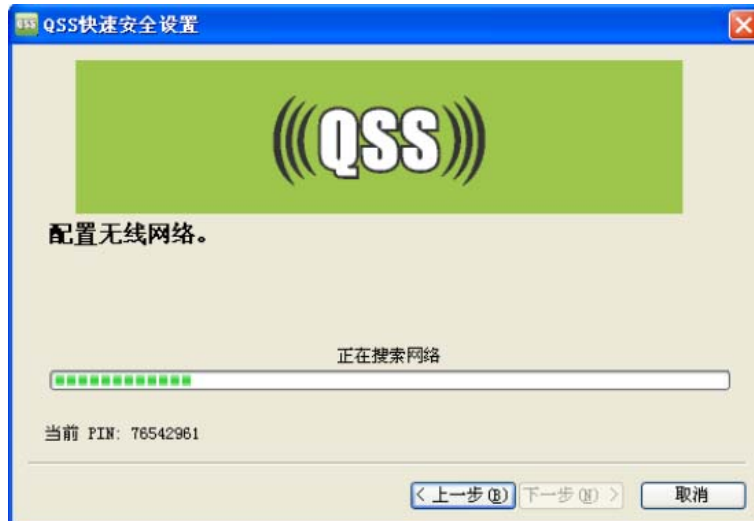 QSS快速安全设置
(((QSS)))
配置无线网络。
正在搜索网络
当前 PIN: 76542961
< 上一步(B)
下一步(N) >
取消